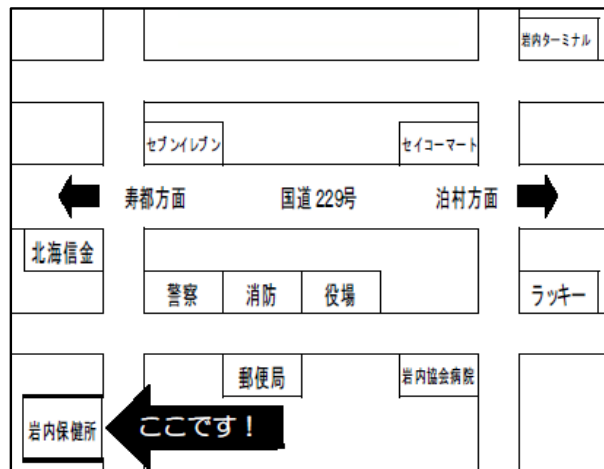 岩内ターミナル
セブンイレブン
セイコーマート
寿都方面
国道229号
泊村方面
北海信金
警察
消防
役場
ラッキー
郵便局
岩内協会病院
岩内保健所
ここです！